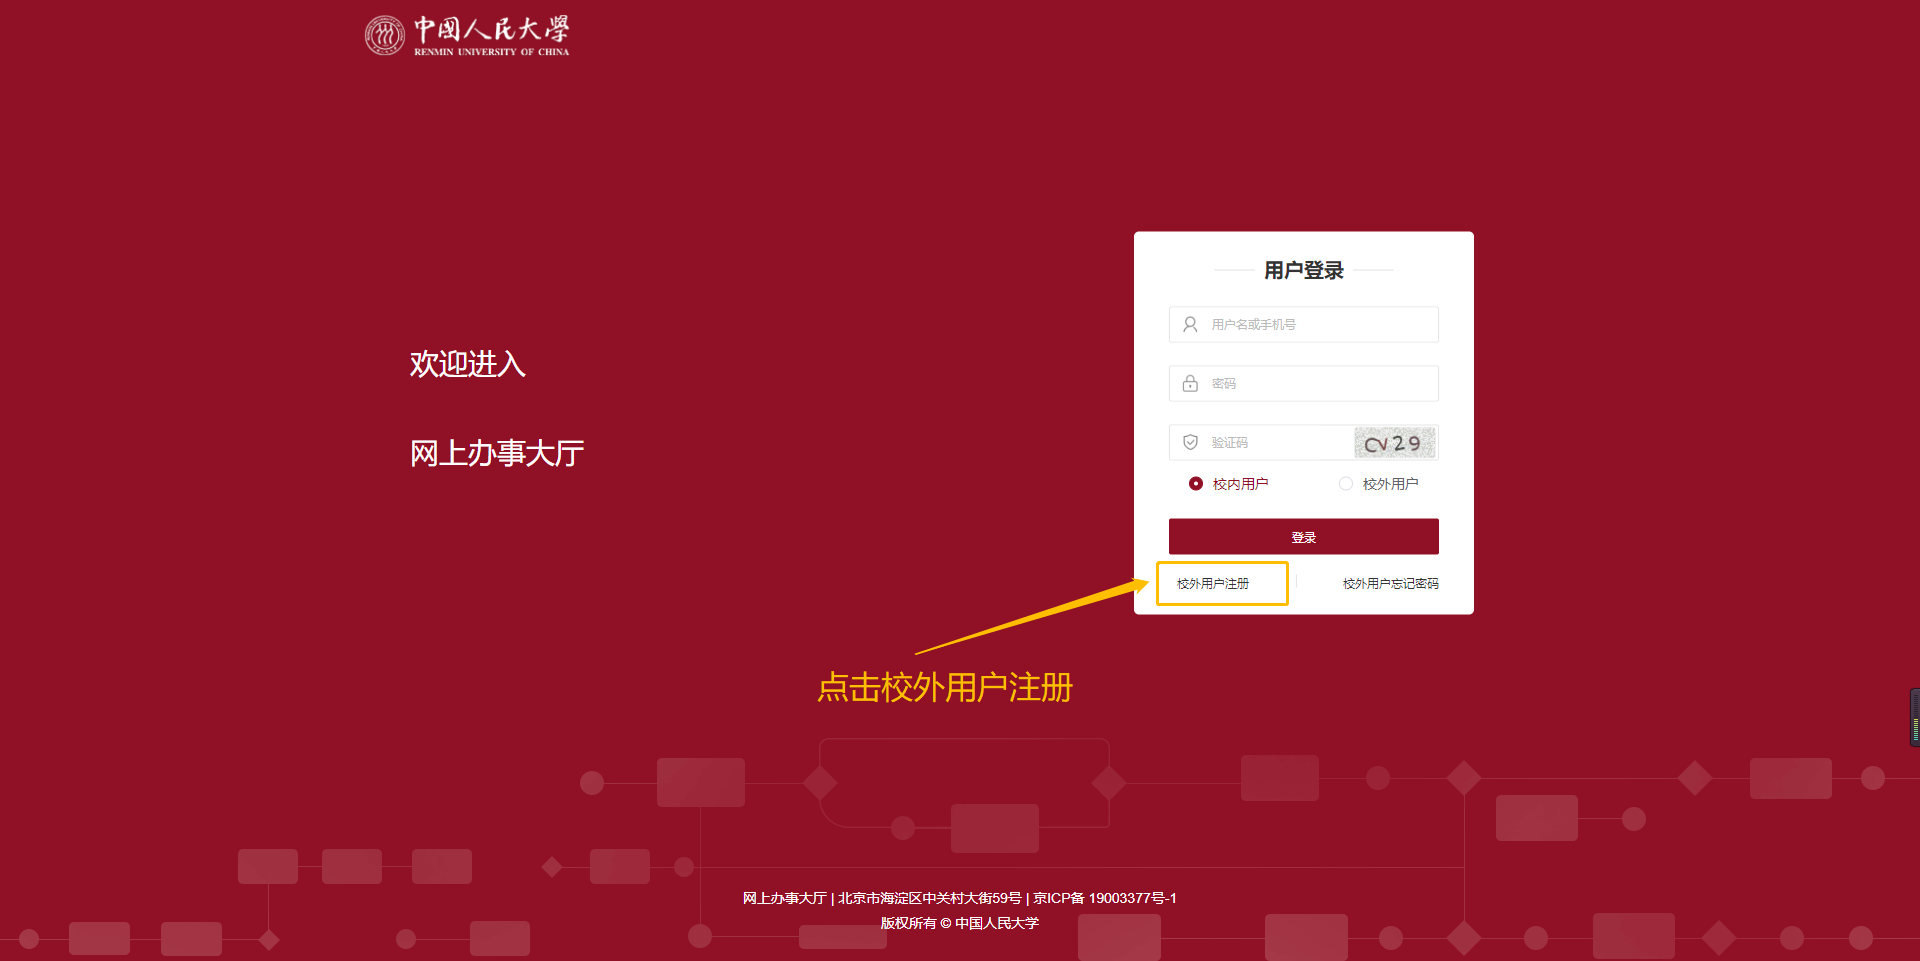 中国人民大學
RENMIN UNIVERSITY OF CHINA
欢迎进入
网上办事大厅
用户登录
用户名或手机号
密码
验证码
CV29
校内用户
校外用户
登录
校外用户注册
校外用户忘记密码
点击校外用户注册
网上办事大厅 | 北京市海淀区中关村大街59号 | 京ICP备 19003377号-1
版权所有 © 中国人民大学